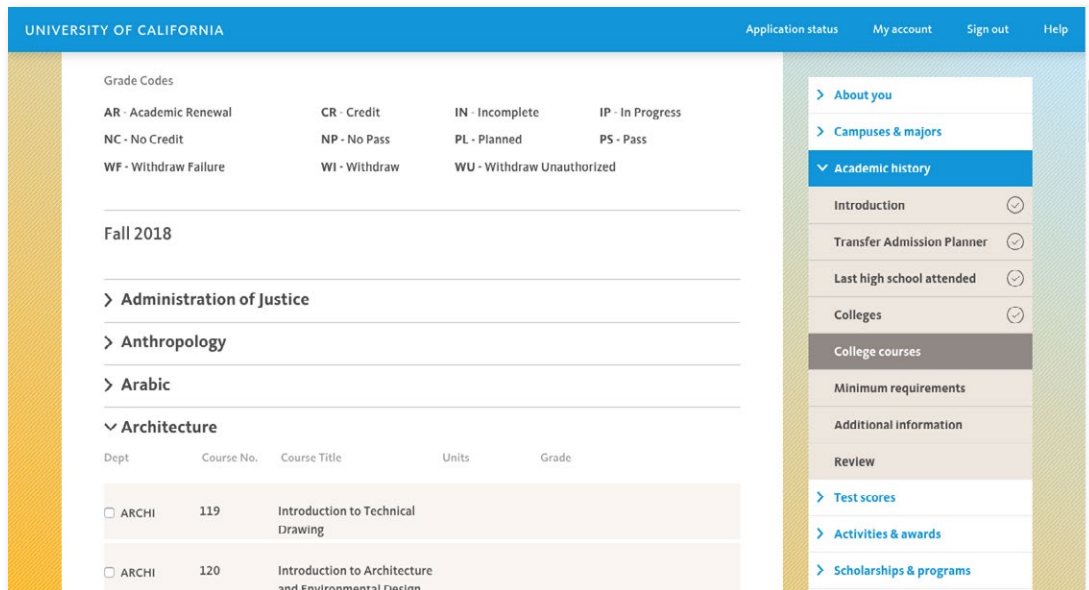 UNIVERSITY OF CALIFORNIA
Application status My account Sign out Help
Grade Codes
AR - Academic Renewal CR - Credit IN - Incomplete IP - In Progress
NC - No Credit NP - No Pass PL - Planned PS - Pass
WF - Withdraw Failure WI - Withdraw WU - Withdraw Unauthorized
Fall 2018
Administration of Justice
Anthropology
Arabic
Architecture
Dept Course No. Course Title Units Grade
ARCHI 119 Introduction to Technical
Drawing
ARCHI 120 Introduction to Architecture
and Environmental Design
About you
Campuses & majors
Academic history
Introduction
Transfer Admission Planner
Last high school attended
Colleges
College courses
Minimum requirements
Additional information
Review
Test scores
Activities & awards
Scholarships & programs